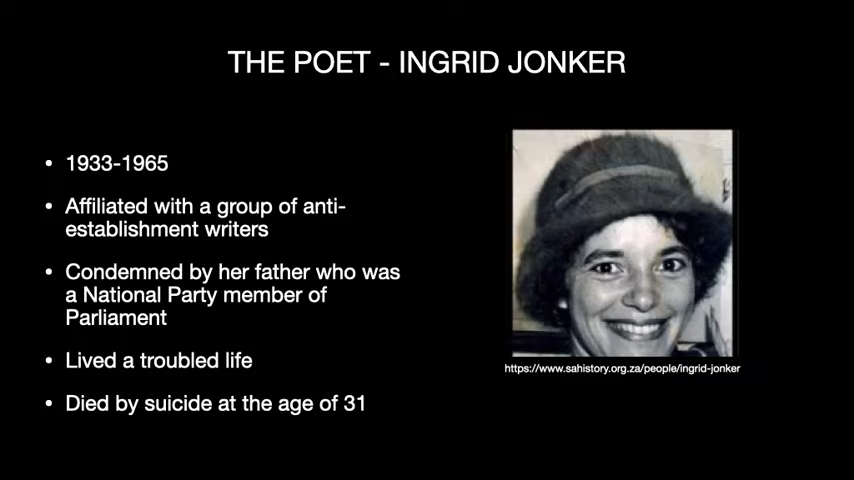 THE POET - INGRID JONKER
• 1933-1965
• Affiliated with a group of anti-
establishment writers
• Condemned by her father who was
a National Party member of
Parliament
• Lived a troubled life
• Died by suicide at the age of 31
https://www.sahistory.org.za/people/ingrid-jonker